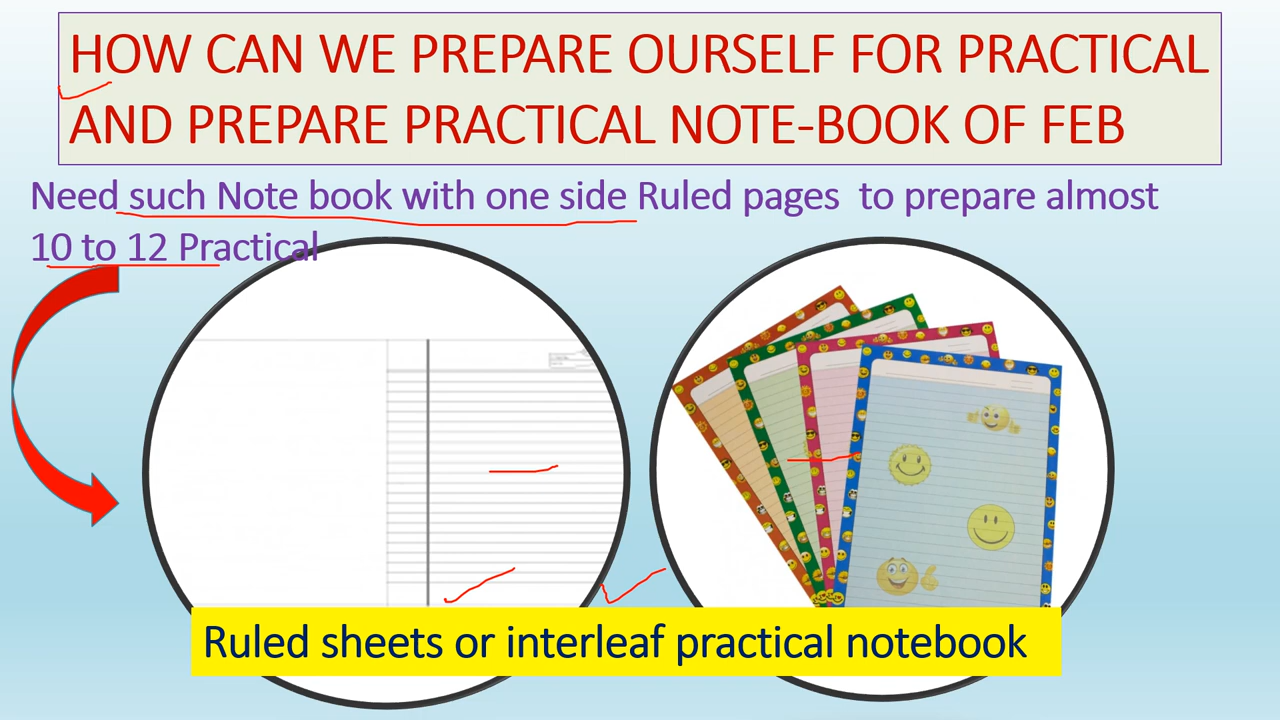 HOW CAN WE PREPARE OURSELF FOR PRACTICAL
AND PREPARE PRACTICAL NOTE-BOOK OF FEB
Need such Note book with one side Ruled pages to prepare almost
10 to 12 Practical
Ruled sheets or interleaf practical notebook